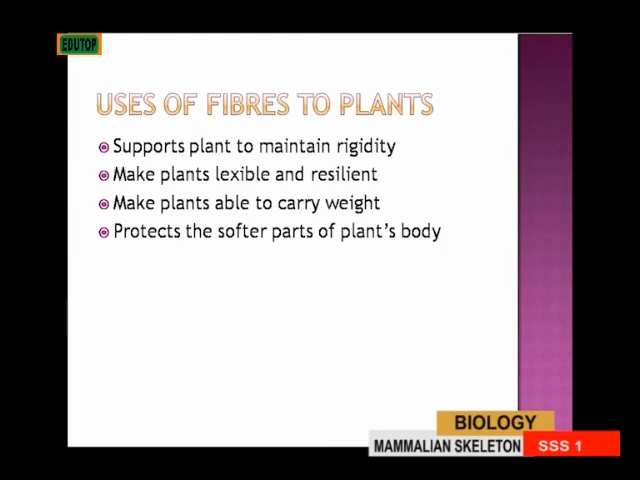 EDUTOP
USES OF FIBRES TO PLANTS
Supports plant to maintain rigidity
Make plants lexible and resilient
Make plants able to carry weight
Protects the softer parts of plant's body
BIOLOGY
MAMMALIAN SKELETON SSS 1